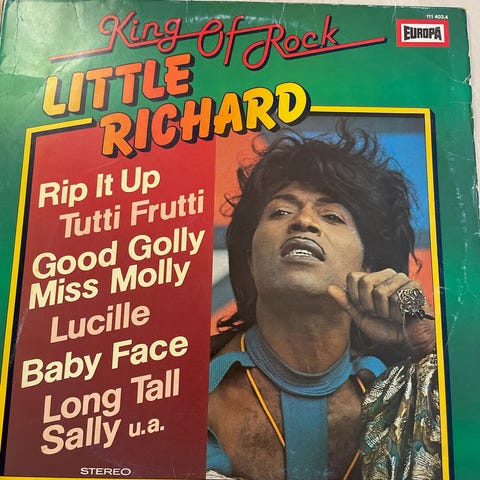 King Of Rock
111 403.4
EUROPA
LITTLE
RICHARD
Rip It Up
Tutti Frutti
Good Golly
Miss Molly
Lucille
Baby Face
Long Tall
Sally u.a.
STEREO